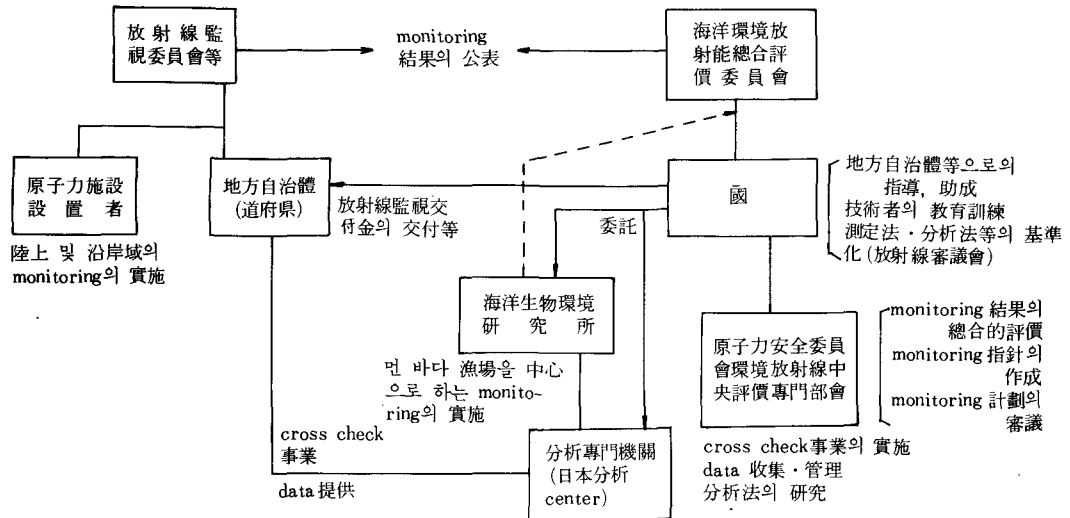 放射線監
視委員會等
monitoring
結果의 公表
海洋環境放
射能總合評
價委員會
原子力施設
設置者
陸上 및 沿岸域의
monitoring의 實施
地方自治體
(道府県)
放射線監視交
付金의 交付等
國
委託
地方自治體等으로의
指導, 助成
技術者의 教育訓練
測定法·分析法等의 基準
化(放射線審議會)
海洋生物環境
研究所
먼 바다 漁場을 中心
으로 하는 monito-
ring의 實施
原子力安全委員
會環境放射線中
央評價專門部會
monitoring 結果의
總合的評價
monitoring 指針의
作成
monitoring 計劃의
審議
cross check
事業
data 提供
分析專門機關
(日本分析
center)
cross check事業의 實施
data 收集·管理
分析法의 研究